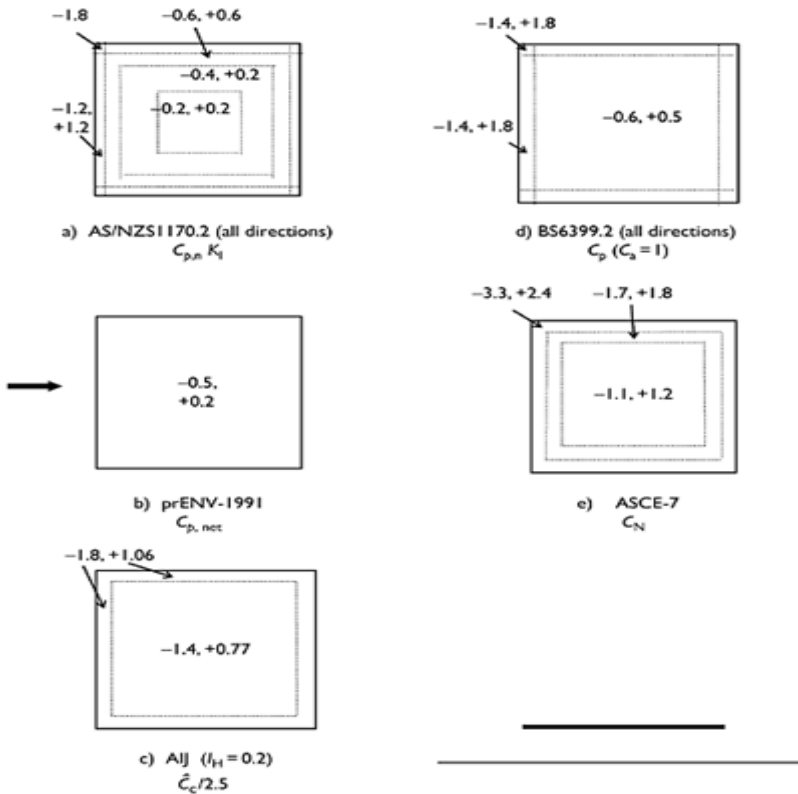 −1.8
−0.6, +0.6
−0.4, +0.2
−0.2, +0.2
−1.2,
+1.2
a) AS/NZS1170.2 (all directions)
Cp,n Kl
−1.4, +1.8
−1.4, +1.8
−0.6, +0.5
d) BS6399.2 (all directions)
Cp (Ca = 1)
−0.5,
+0.2
b) prENV-1991
Cp, net
−3.3, +2.4
−1.7, +1.8
−1.1, +1.2
e) ASCE-7
CN
−1.8, +1.06
−1.4, +0.77
c) AIJ (IH = 0.2)
Ĉc/2.5